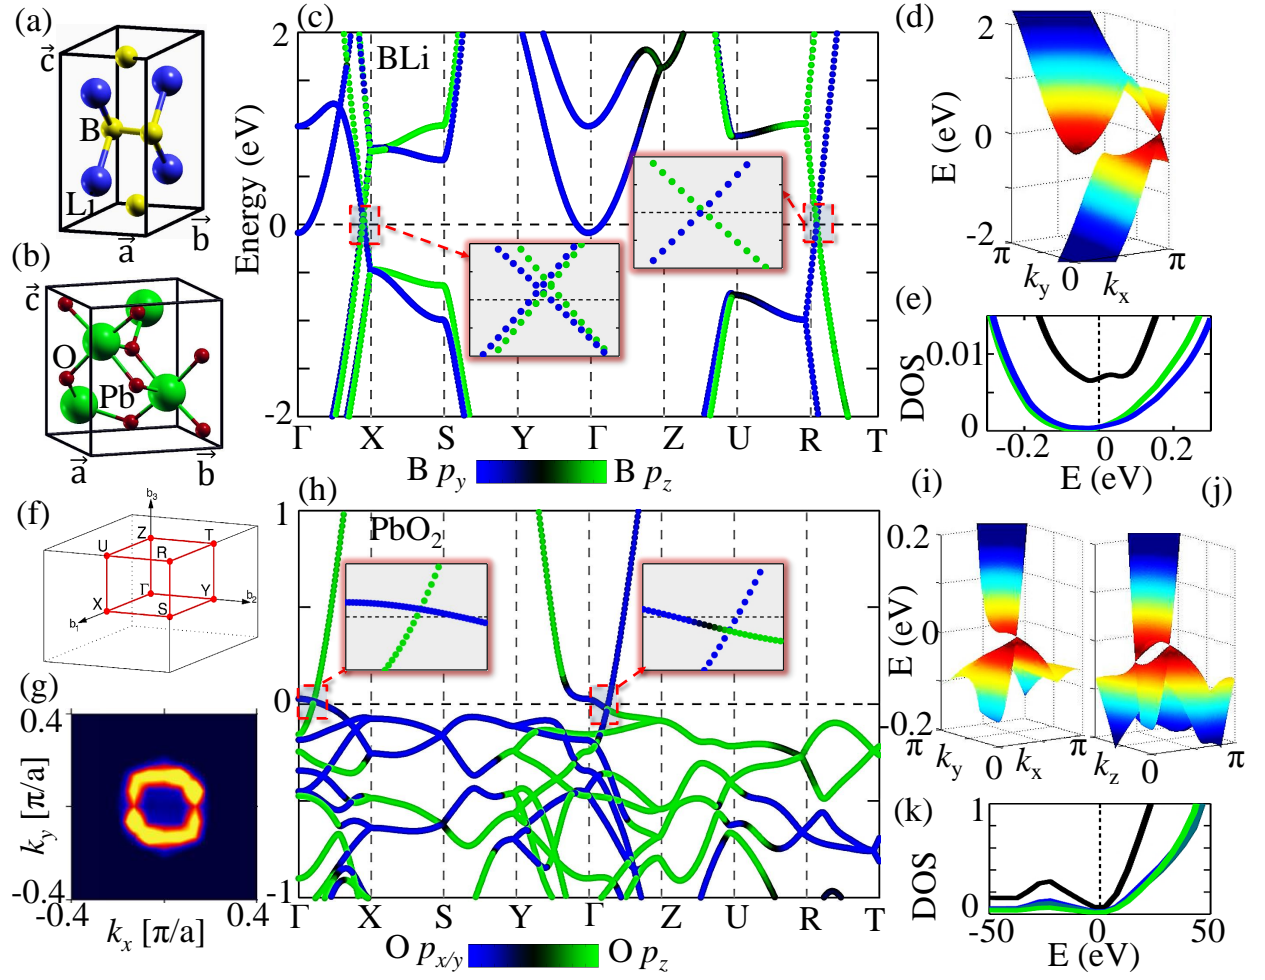 (a)
c⃗
B
Li
a⃗
b⃗
(b)
c⃗
O
Pb
a⃗
b⃗
(c)
BLi
Energy (eV)
2
1
0
-1
-2
Γ X S Y Γ Z U R T
B p_y B p_z
(d)
E (eV)
2
0
-2
k_y 0 k_x π
(e)
DOS
0.01
0
-0.2 0 0.2
E (eV)
(f)
b₃
Z T
U R
Γ Y b₂
X S
b₁
(g)
k_y [π/a]
0.4
-0.4
-0.4 0.4
k_x [π/a]
(h)
PbO₂
1
0
-1
Γ X S Y Γ Z U R T
O p_{x/y} O p_z
(i)
(j)
E (eV)
0.2
0
-0.2
π k_y 0 k_x π
k_z 0 π
(k)
DOS
1
0
-50 0 50
E (eV)